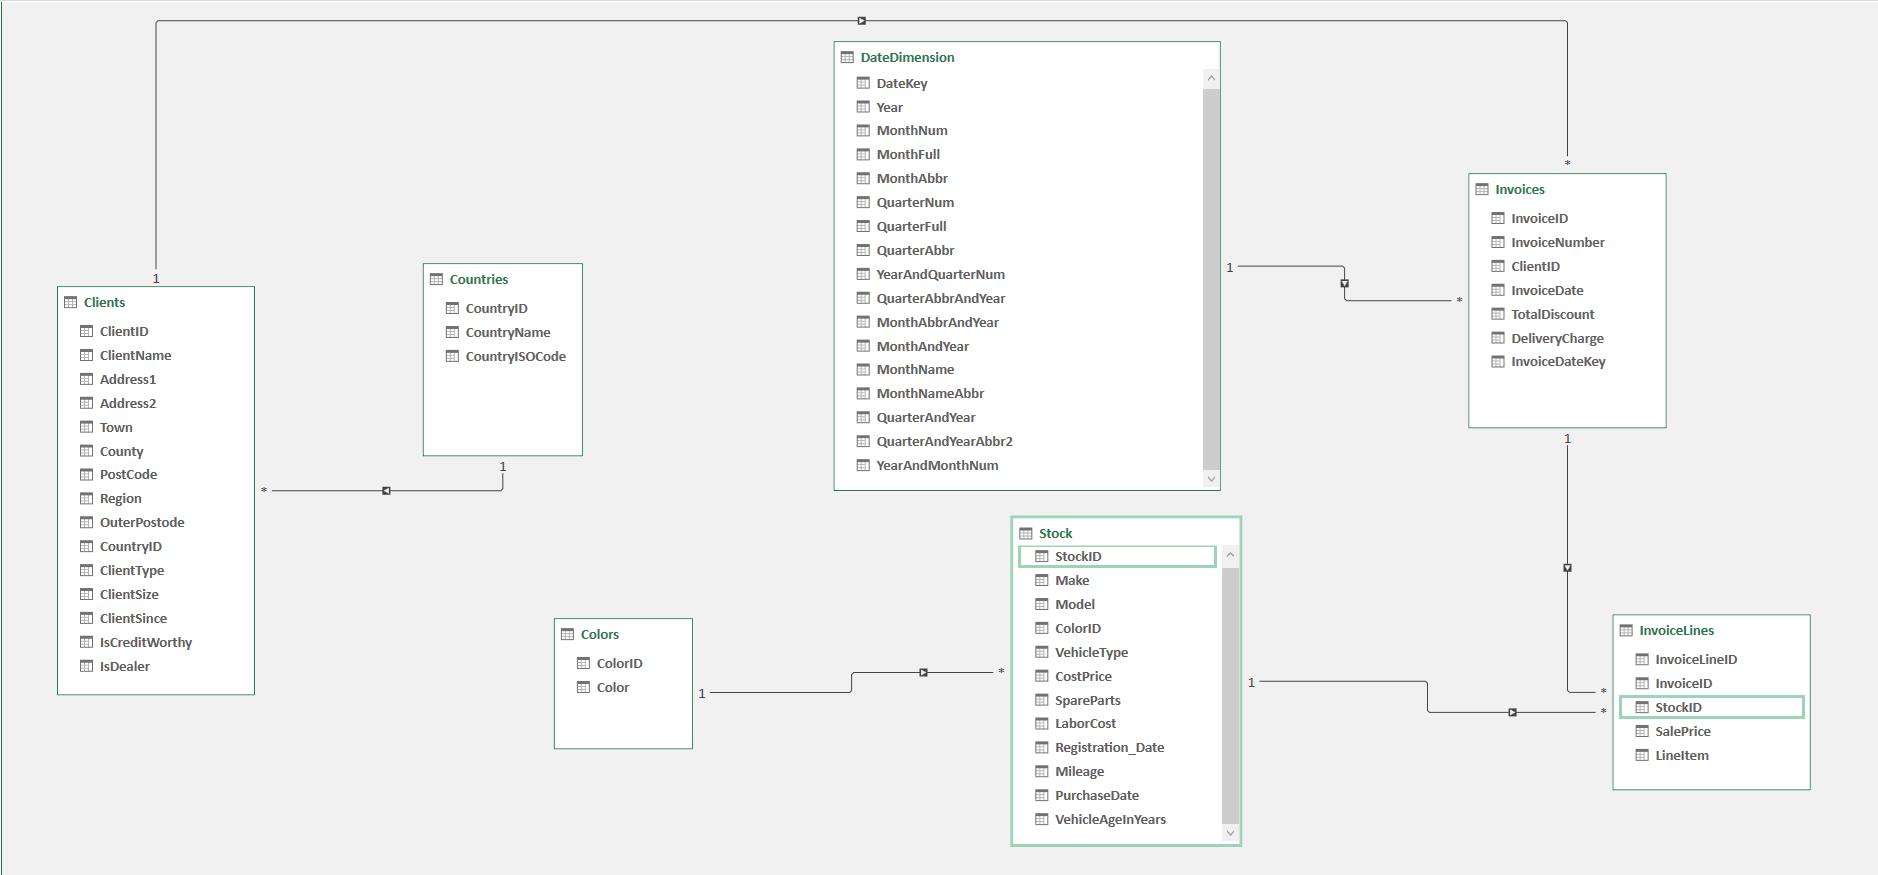 DateDimension
DateKey
Year
MonthNum
MonthFull
MonthAbbr
QuarterNum
QuarterFull
QuarterAbbr
YearAndQuarterNum
QuarterAbbrAndYear
MonthAbbrAndYear
MonthAndYear
MonthName
MonthNameAbbr
QuarterAndYear
QuarterAndYearAbbr2
YearAndMonthNum
1
*
*
Invoices
InvoiceID
InvoiceNumber
ClientID
InvoiceDate
TotalDiscount
DeliveryCharge
InvoiceDateKey
1
1
Clients
ClientID
ClientName
Address1
Address2
Town
County
PostCode
Region
OuterPostode
CountryID
ClientType
ClientSize
ClientSince
IsCreditWorthy
IsDealer
Countries
CountryID
CountryName
CountryISOCode
1
*
Colors
ColorID
Color
1
*
Stock
StockID
Make
Model
ColorID
VehicleType
CostPrice
SpareParts
LaborCost
Registration_Date
Mileage
PurchaseDate
VehicleAgeInYears
1
*
*
InvoiceLines
InvoiceLineID
InvoiceID
StockID
SalePrice
LineItem